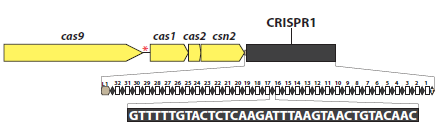 CRISPR1
cas9 * cas1 cas2 csn2
L1 32 31 30 29 28 27 26 25 24 23 22 21 20 19 18 17 16 15 14 13 12 11 10 9 8 7 6 5 4 3 2 1
GTTTTTGTACTCTCAAGATTTAAGTAACTGTACAAC